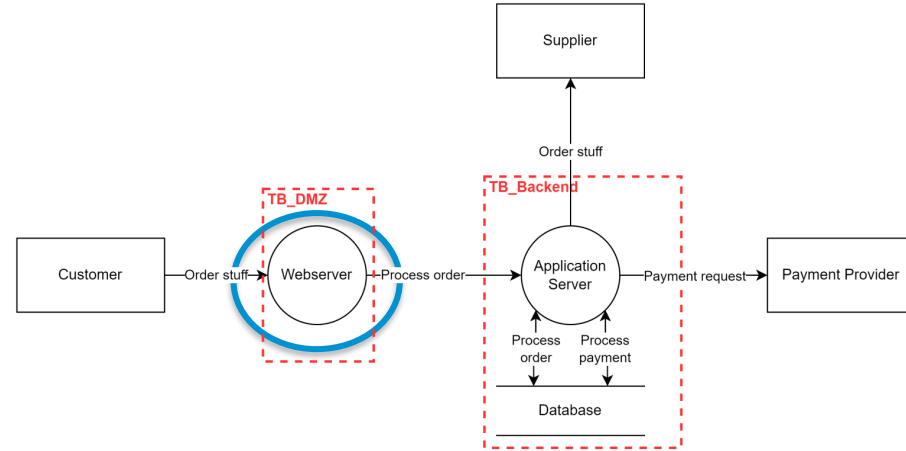 Supplier
Order stuff
TB_Backend
TB_DMZ
Customer
Order stuff
Webserver
Process order
Application
Server
Payment request
Payment Provider
Process
order
Process
payment
Database